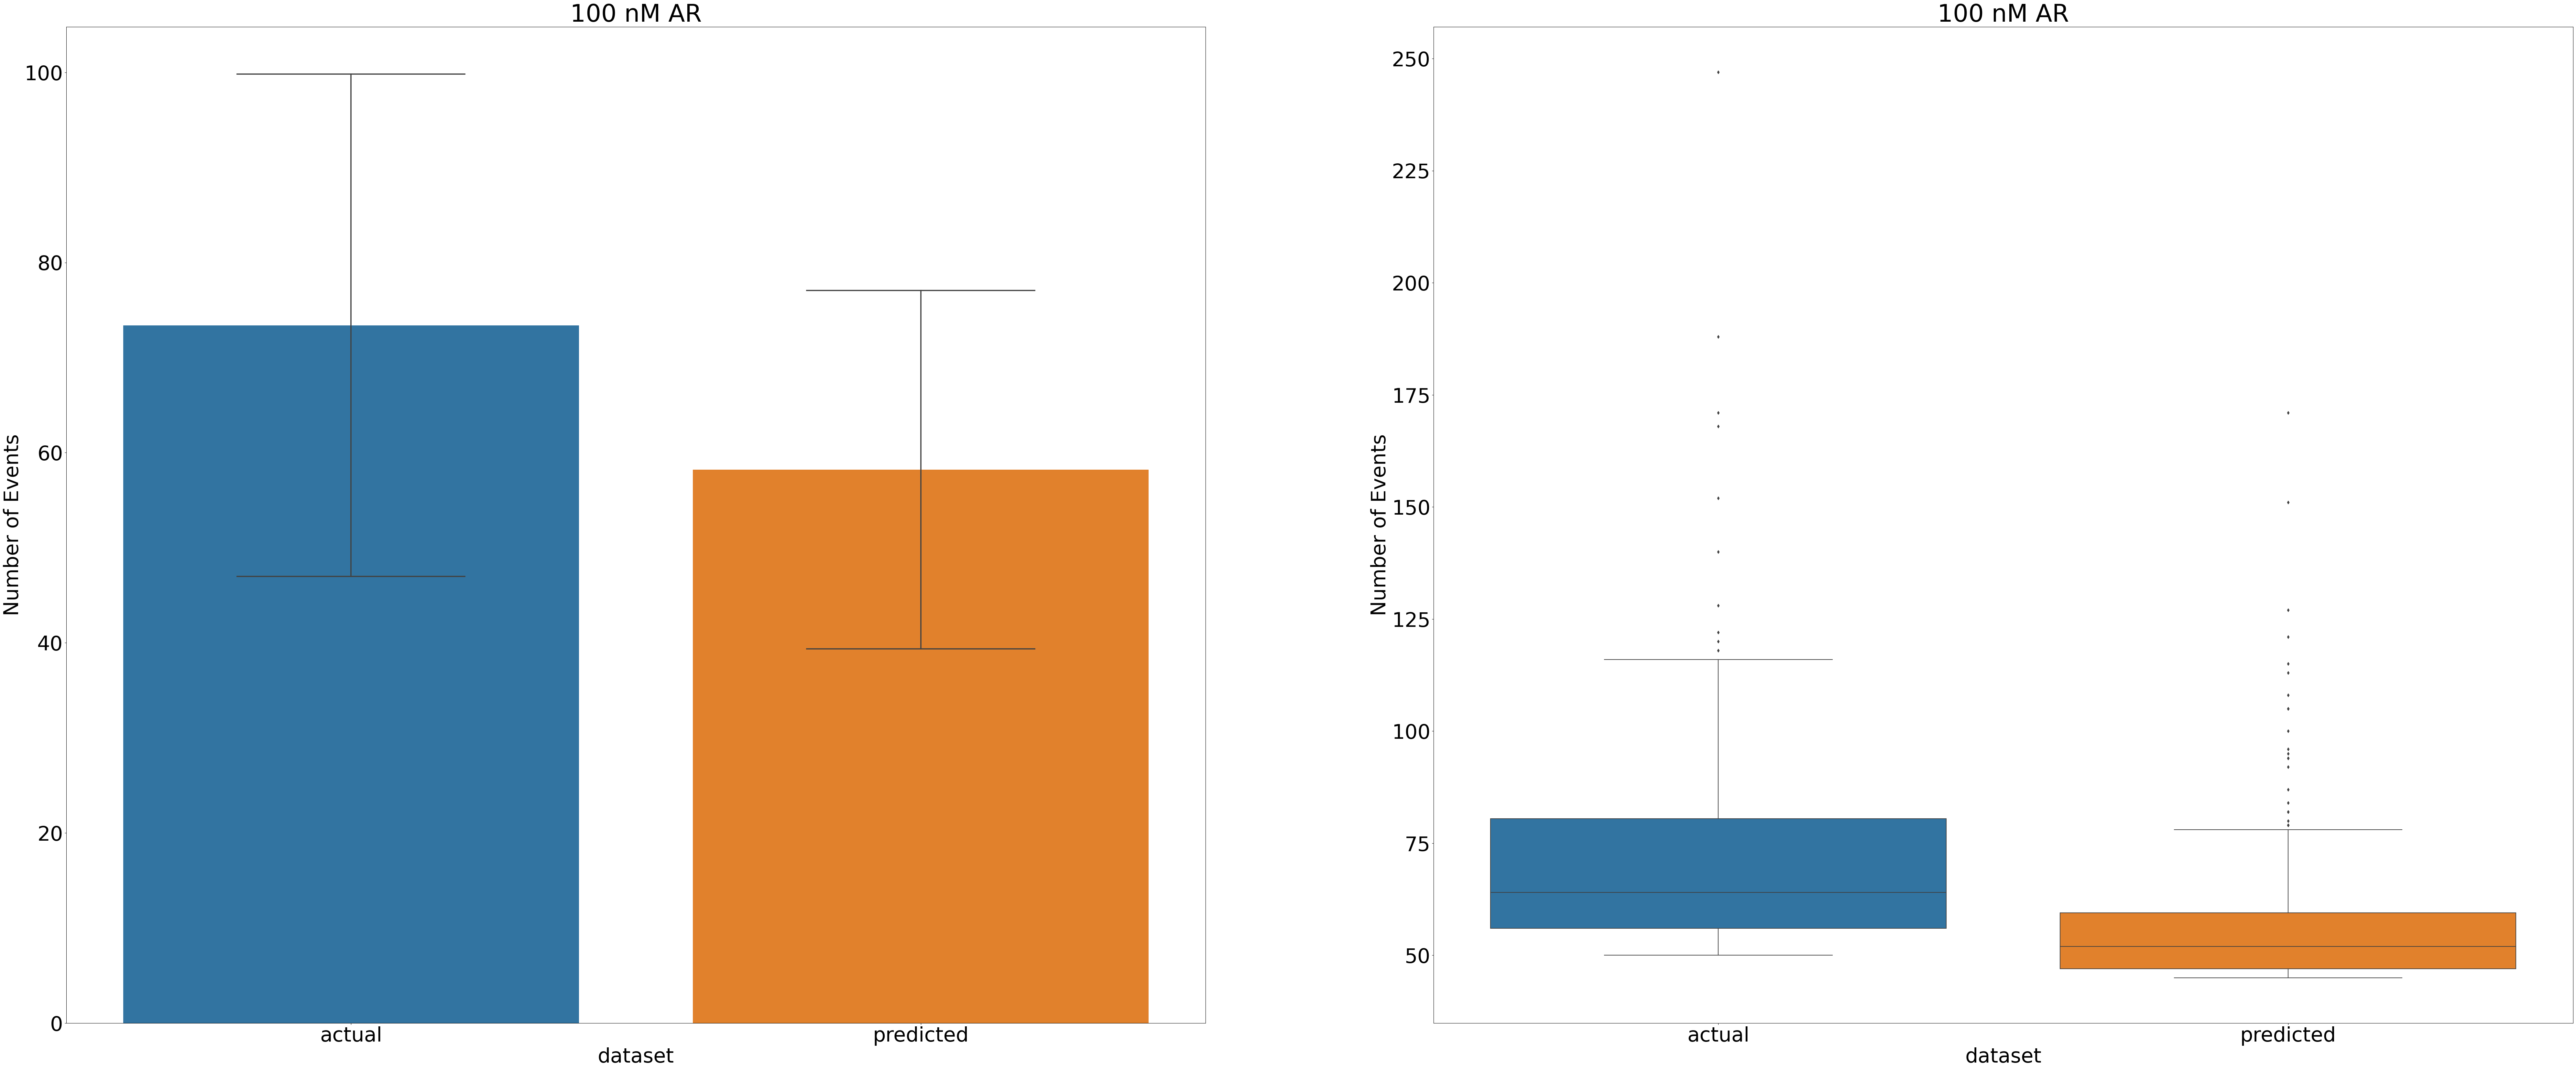 100 nM AR
100
80
60
40
20
0
Number of Events
actual
predicted
dataset
100 nM AR
250
225
200
175
150
125
100
75
50
Number of Events
actual
predicted
dataset